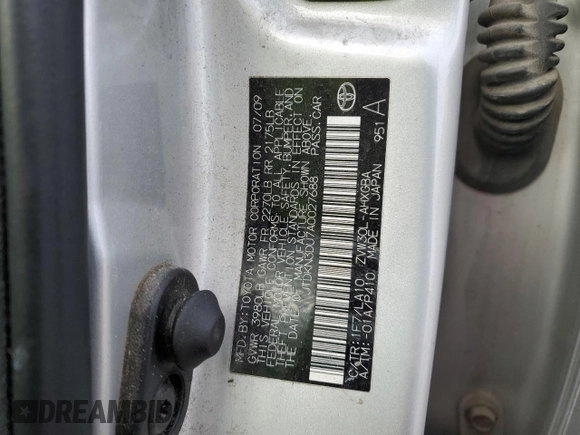 MFD.BY:TOYOTA MOTOR CORPORATION 07/09
GVWR 3980LB GAWR FR 2270LB RR 2175LB
THIS VEHICLE CONFORMS TO ALL APPLICABLE
FEDERAL MOTOR VEHICLE SAFETY, BUMPER, AND
THEFT PREVENTION STANDARDS IN EFFECT ON
THE DATE OF MANUFACTURE SHOWN ABOVE.
PASS.CAR
C/TR:1F7/LA10 ZVW30L-AHXGBA
A/TM:-01A/P410 MADE IN JAPAN 951
A
DREAMBID